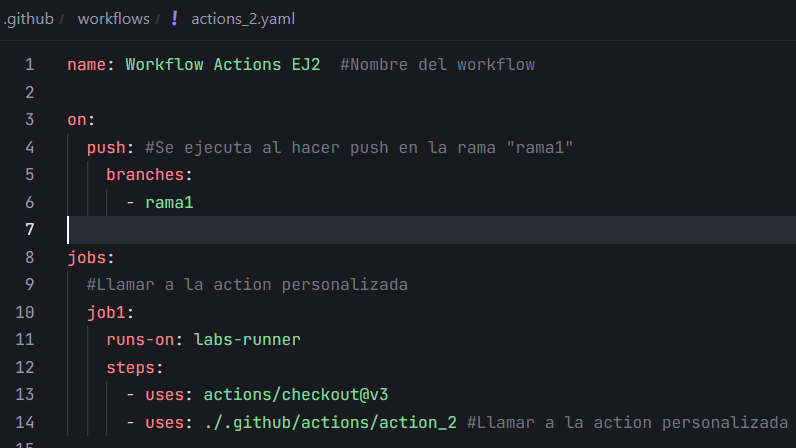 .github / workflows / ! actions_2.yaml
1 name: Workflow Actions EJ2  #Nombre del workflow
2
3 on:
4   push: #Se ejecuta al hacer push en la rama "rama1"
5     branches:
6       - rama1
7
8 jobs:
9   #Llamar a la action personalizada
10   job1:
11     runs-on: labs-runner
12     steps:
13       - uses: actions/checkout@v3
14       - uses: ./.github/actions/action_2 #Llamar a la action personalizada
15